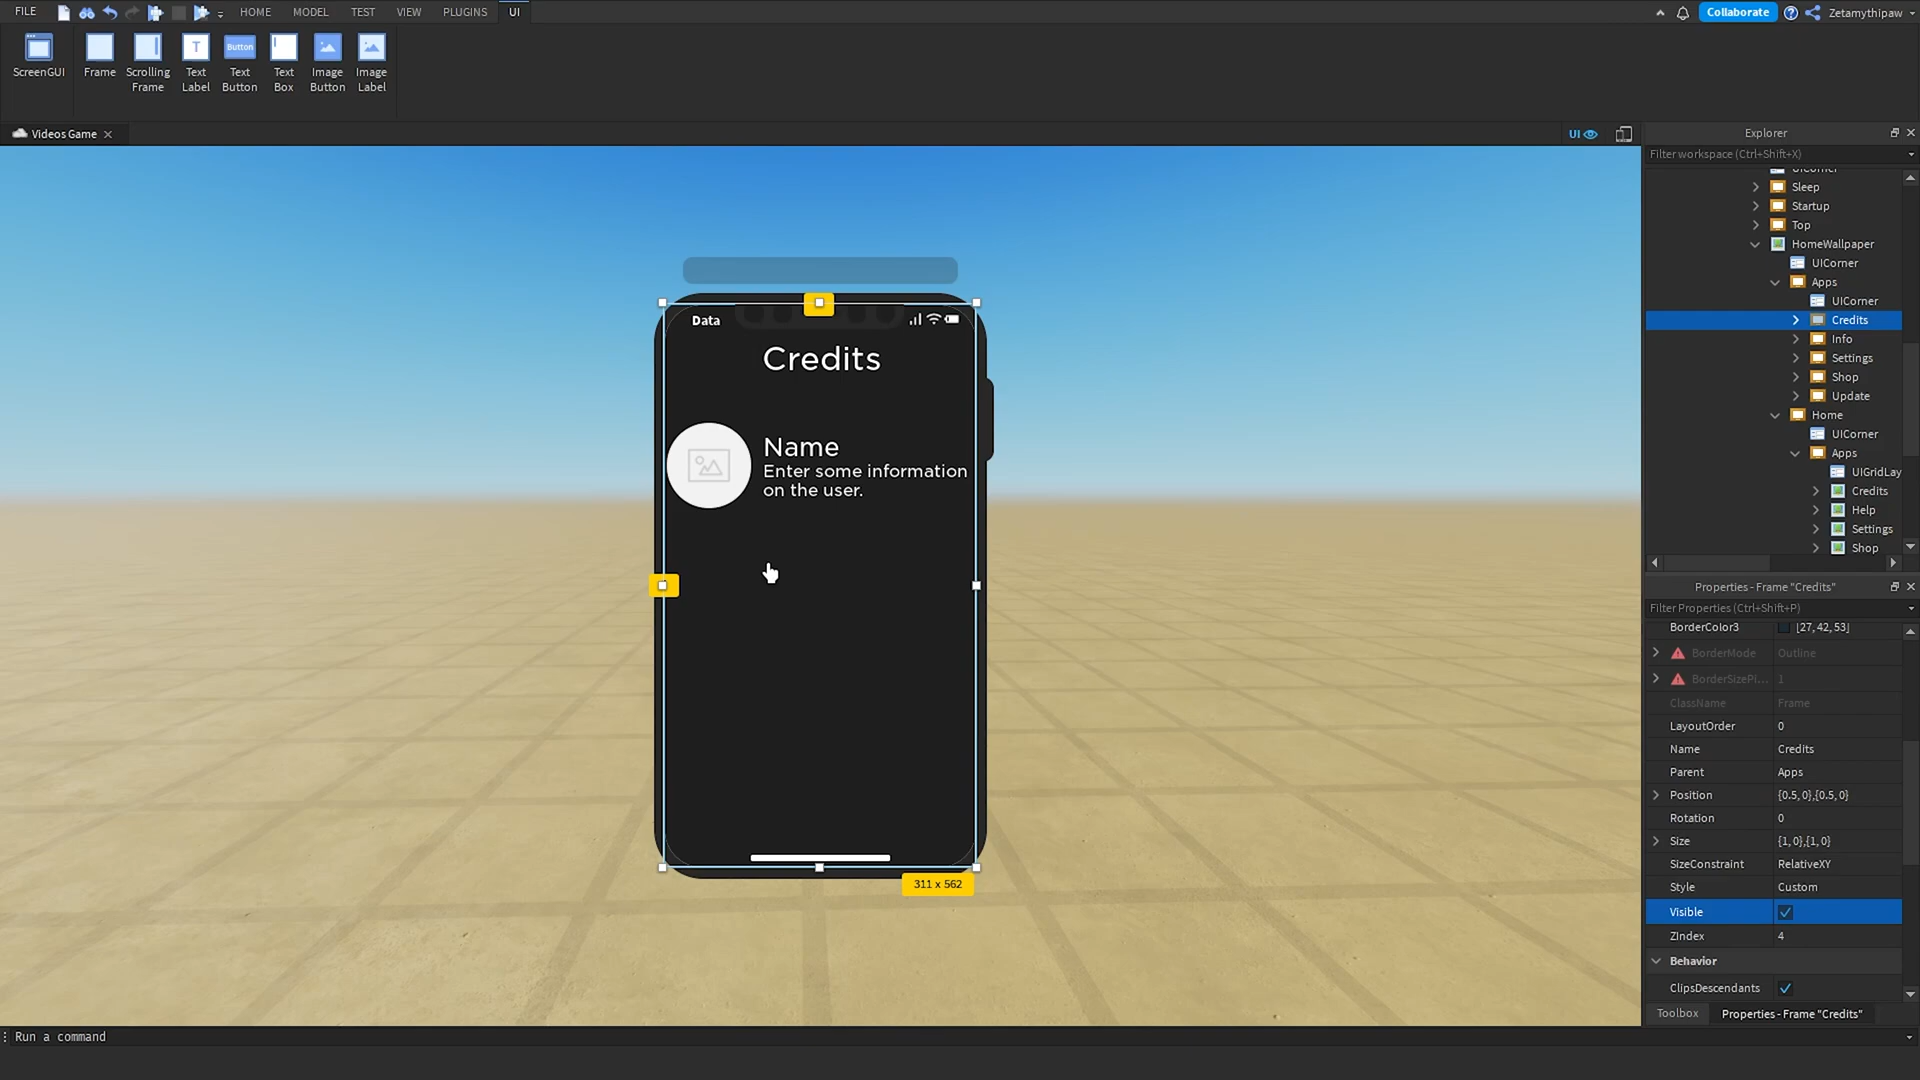 FILE
HOME
MODEL
TEST
VIEW
PLUGINS
UI
Collaborate
Zetamythipaw
ScreenGUI
Frame
Scrolling
Frame
T
Text
Label
Button
Text
Button
Text
Box
Image
Button
Image
Label
Videos Game
UI
Explorer
Filter workspace (Ctrl+Shift+X)
UICorner
Sleep
Startup
Top
HomeWallpaper
UICorner
Apps
UICorner
Credits
Info
Settings
Shop
Update
Home
UICorner
Apps
UIGridLay
Credits
Help
Settings
Shop
Data
Credits
Name
Enter some information
on the user.
311 x 562
Properties - Frame "Credits"
Filter Properties (Ctrl+Shift+P)
BorderColor3 [27, 42, 53]
BorderMode Outline
BorderSizePi... 1
ClassName Frame
LayoutOrder 0
Name Credits
Parent Apps
Position {0.5, 0},{0.5, 0}
Rotation 0
Size {1, 0},{1, 0}
SizeConstraint RelativeXY
Style Custom
Visible
ZIndex 4
Behavior
ClipsDescendants
Toolbox
Properties - Frame "Credits"
Run a command